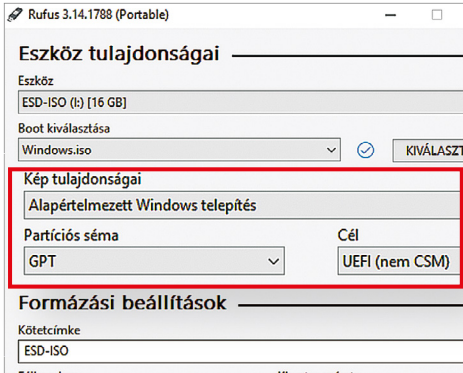 Rufus 3.14.1788 (Portable)
Eszköz tulajdonságai
Eszköz
ESD-ISO (I:) [16 GB]
Boot kiválasztása
Windows.iso
KIVÁLASZT
Kép tulajdonságai
Alapértelmezett Windows telepítés
Partíciós séma Cél
GPT UEFI (nem CSM)
Formázási beállítások
Kötetcímke
ESD-ISO